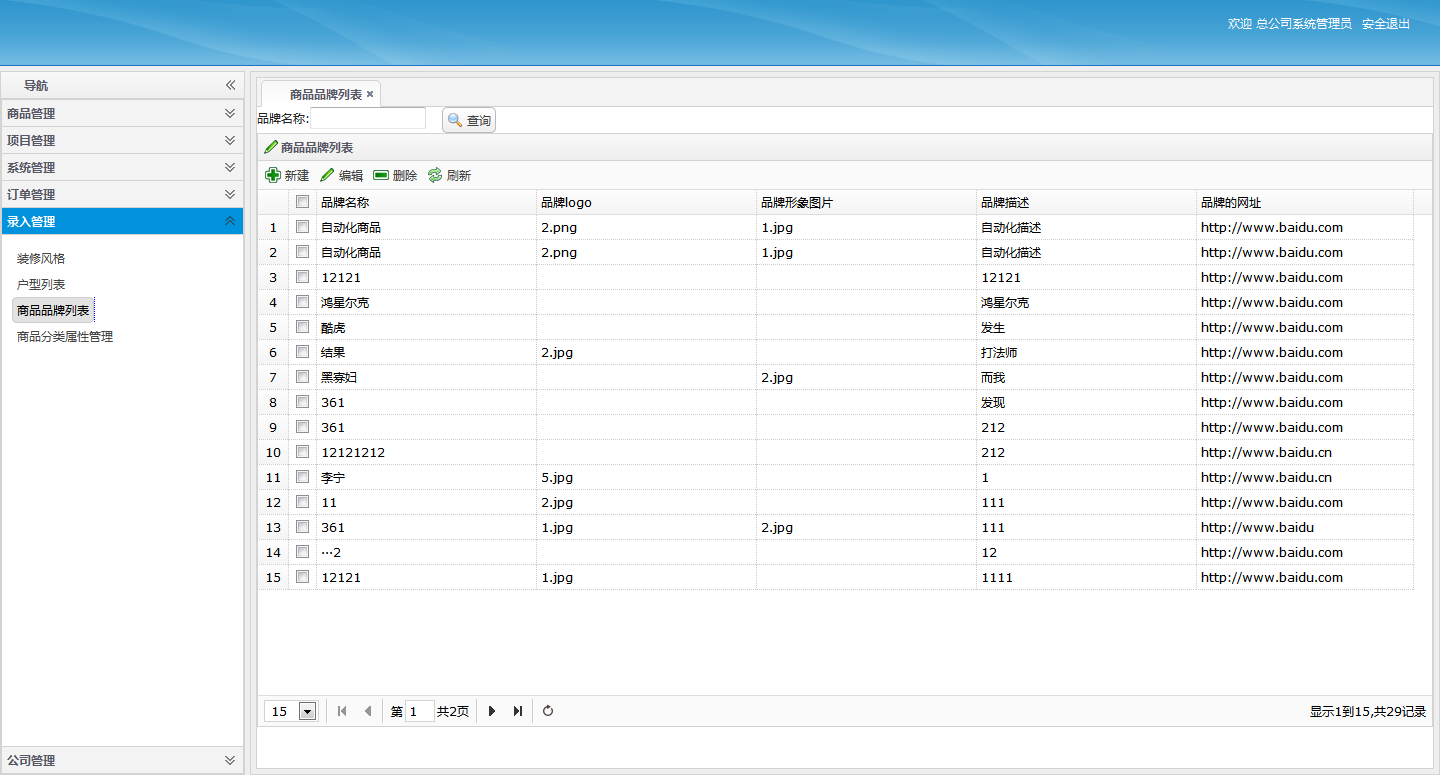 欢迎 总公司系统管理员 安全退出
导航
商品管理
项目管理
系统管理
订单管理
录入管理
装修风格
户型列表
商品品牌列表
商品分类属性管理
公司管理
商品品牌列表
品牌名称: 查询
商品品牌列表
新建 编辑 删除 刷新
品牌名称 品牌logo 品牌形象图片 品牌描述 品牌的网址
1 自动化商品 2.png 1.jpg 自动化描述 http://www.baidu.com
2 自动化商品 2.png 1.jpg 自动化描述 http://www.baidu.com
3 12121 12121 http://www.baidu.com
4 鸿星尔克 鸿星尔克 http://www.baidu.com
5 酷虎 发生 http://www.baidu.com
6 结果 2.jpg 打法师 http://www.baidu.com
7 黑寡妇 2.jpg 而我 http://www.baidu.com
8 361 发现 http://www.baidu.com
9 361 212 http://www.baidu.com
10 12121212 212 http://www.baidu.cn
11 李宁 5.jpg 1 http://www.baidu.cn
12 11 2.jpg 111 http://www.baidu.com
13 361 1.jpg 2.jpg 111 http://www.baidu
14 …2 12 http://www.baidu.com
15 12121 1.jpg 1111 http://www.baidu.com
15 第 1 共2页 显示1到15,共29记录